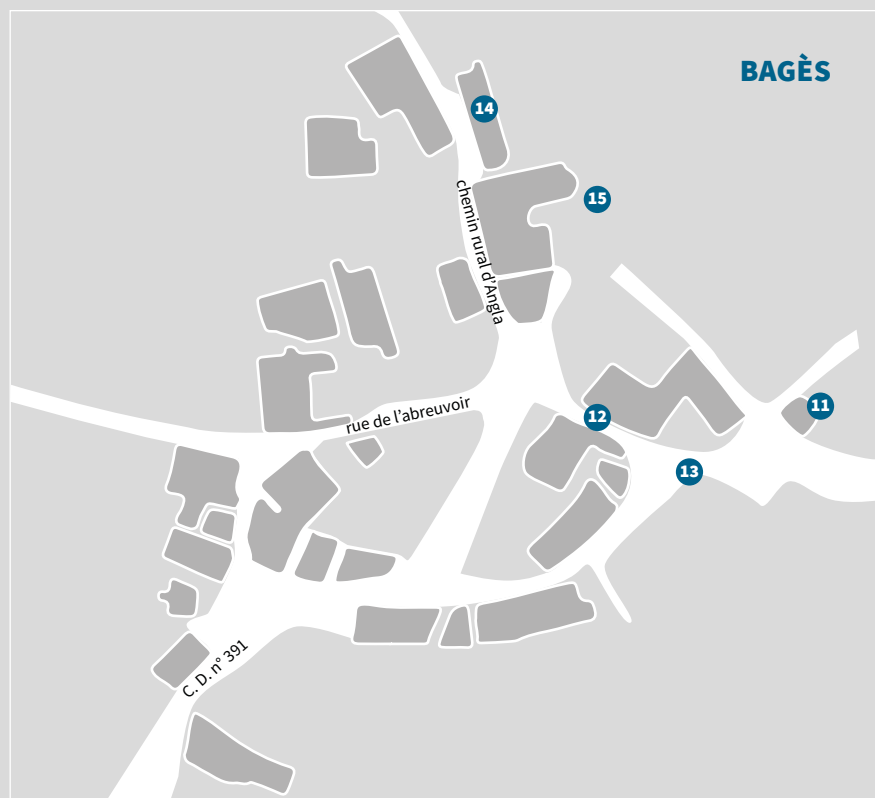 BAGÈS
14
15
chemin rural d'Angla
11
rue de l'abreuvoir
12
13
C. D. n° 391